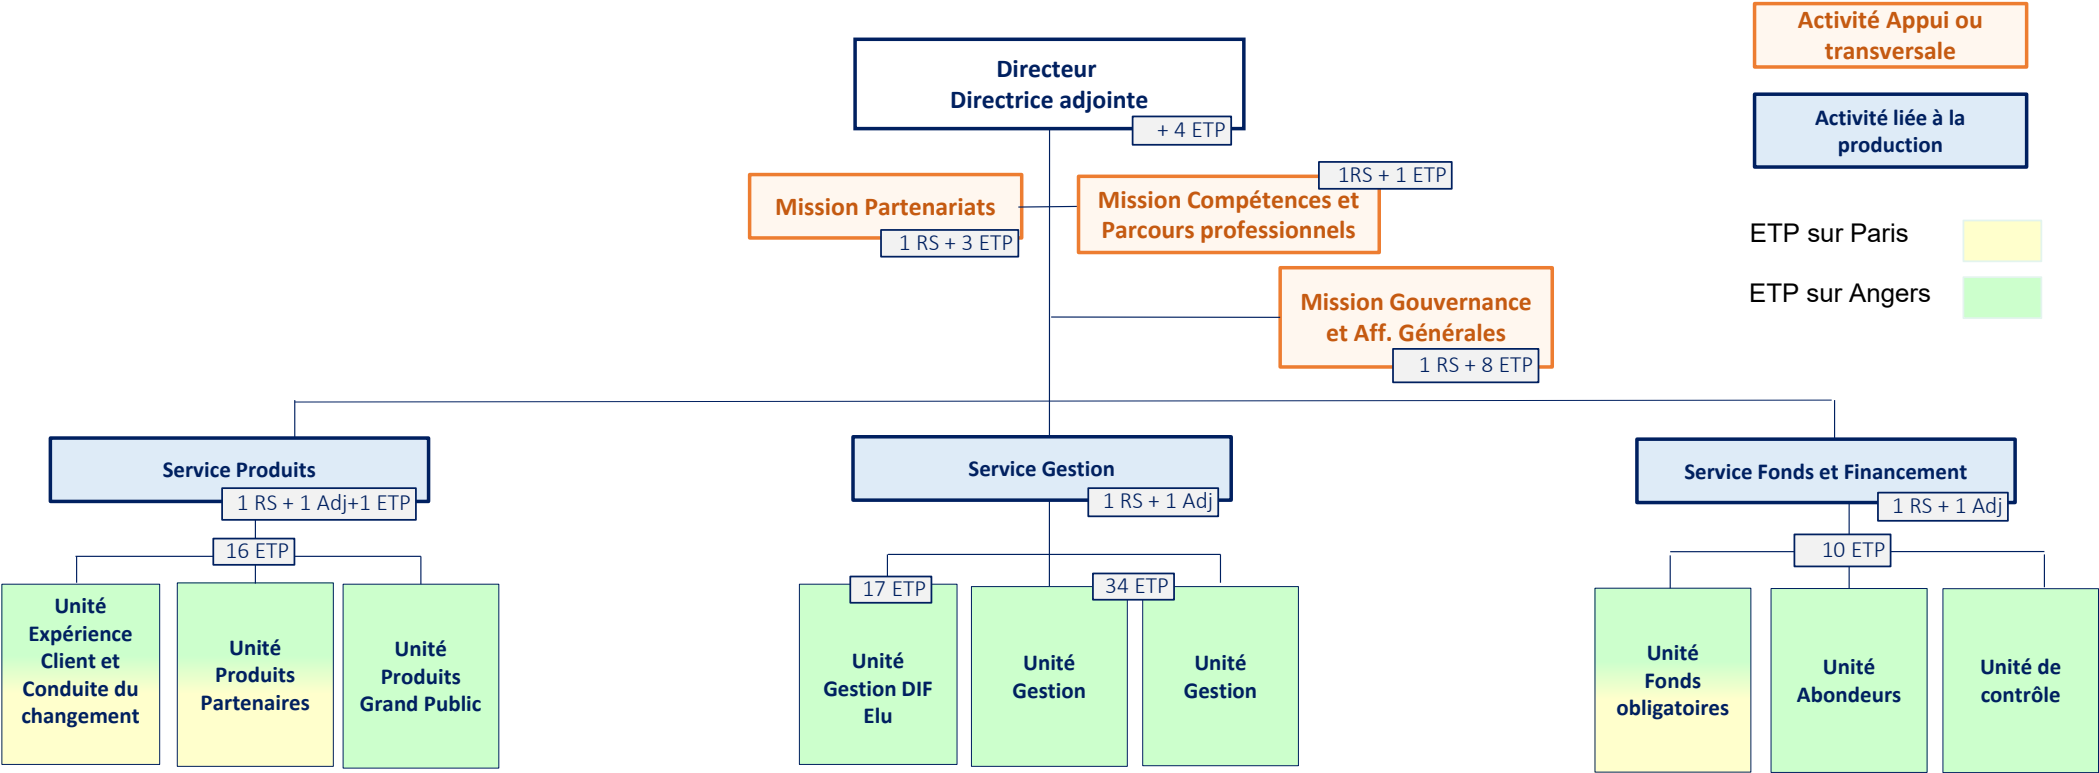 Activité Appui ou
transversale
Directeur
Directrice adjointe
+ 4 ETP
Activité liée à la
production
1RS + 1 ETP
Mission Partenariats
1 RS + 3 ETP
Mission Compétences et
Parcours professionnels
ETP sur Paris
ETP sur Angers
Mission Gouvernance
et Aff. Générales
1 RS + 8 ETP
Service Produits
1 RS + 1 Adj+1 ETP
Service Gestion
1 RS + 1 Adj
Service Fonds et Financement
1 RS + 1 Adj
16 ETP
Unité
Expérience
Client et
Conduite du
changement
Unité
Produits
Partenaires
Unité
Produits
Grand Public
17 ETP
34 ETP
Unité
Gestion DIF
Elu
Unité
Gestion
Unité
Gestion
10 ETP
Unité
Fonds
obligatoires
Unité
Abondeurs
Unité de
contrôle